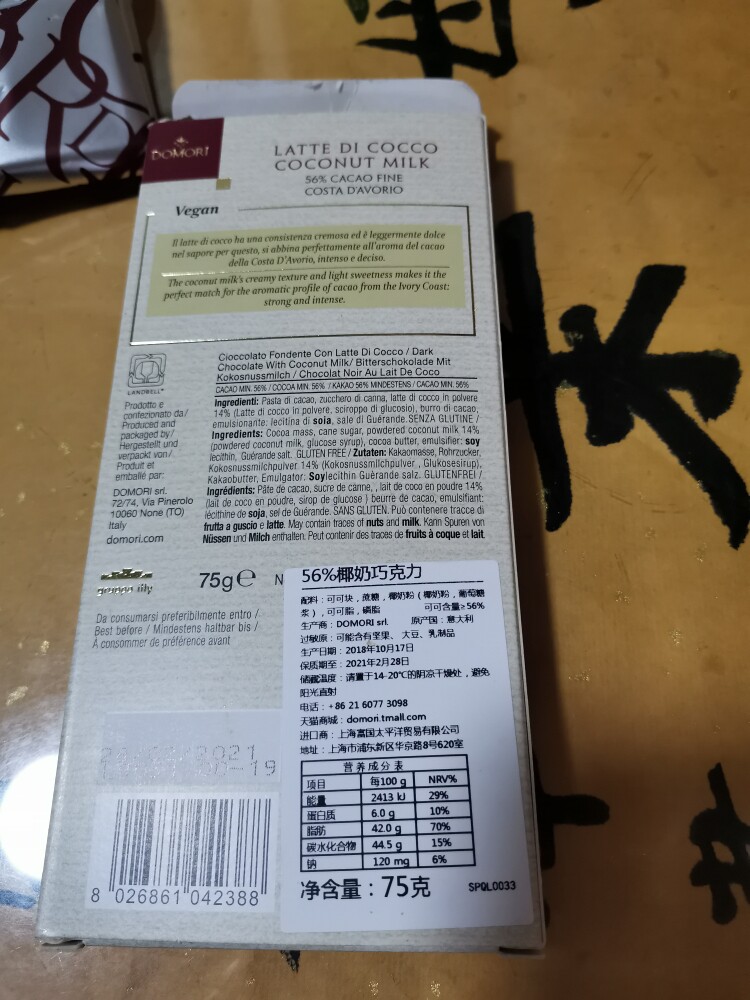 DOMORI
LATTE DI COCCO
COCONUT MILK
56% CACAO FINE
COSTA D'AVORIO
Vegan
Il latte di cocco ha una consistenza cremosa ed è leggermente dolce
nel sapore per questo, si abbina perfettamente all'aroma del cacao
della Costa D'Avorio, intenso e deciso.
The coconut milk's creamy texture and light sweetness makes it the
perfect match for the aromatic profile of cacao from the Ivory Coast:
strong and intense.
Cioccolato Fondente Con Latte Di Cocco / Dark
Chocolate With Coconut Milk/ Bitterschokolade Mit
Kokosnussmilch / Chocolat Noir Au Lait De Coco
CACAO MIN. 56% / COCOA MIN. 56% / KAKAO 56% MINDESTENS / CACAO MIN. 56%
Ingredienti: Pasta di cacao, zucchero di canna, latte di cocco in polvere
14% (Latte di cocco in polvere, sciroppo di glucosio), burro di cacao,
emulsionante: lecitina di soia, sale di Guérande. SENZA GLUTINE /
Ingredients: Cocoa mass, cane sugar, powdered coconut milk 14%
(powdered coconut milk, glucose syrup), cocoa butter, emulsifier: soy
lecithin, Guérande salt. GLUTEN FREE / Zutaten: Kakaomasse, Rohrzucker,
Kokosnussmilchpulver 14% (Kokosnussmilchpulver , Glukosesirup),
Kakaobutter, Emulgator: Soylecithin Guérande salz. GLUTENFREI /
Ingrédients: Pâte de cacao, sucre de canne, , lait de coco en poudre 14%
(lait de coco en poudre, sirop de glucose ) beurre de cacao, emulsifiant:
lécithine de soja, sel de Guérande. SANS GLUTEN. Può contenere tracce di
frutta a guscio e latte. May contain traces of nuts and milk. Kann Spuren von
Nüssen und Milch enthalten. Peut contenir des traces de fruits à coque et lait.
LANDWELL
Prodotto e
confezionato da/
Produced and
packaged by/
Hergestellt und
verpackt von/
Produit et
emballé par:
DOMORI srl.
72/74, Via Pinerolo
10060 None (TO)
Italy
domori.com
gruppo illy
75g e
Da consumarsi preferibilmente entro /
Best before / Mindestens haltbar bis /
A consommer de préférence avant
8 026861 042388
56%椰奶巧克力
配料：可可块，蔗糖，椰奶粉（椰奶粉，葡萄糖
浆），可可脂，磷脂 可可含量≥56%
生产商：DOMORI srl. 原产国：意大利
过敏原：可能含有坚果、大豆、乳制品
生产日期：2018年10月17日
保质期至：2021年2月28日
储藏温度：请置于14-20℃的阴凉干燥处，避免
阳光直射
电话：+86 21 6077 3098
天猫商城：domori.tmall.com
进口商：上海富国太平洋贸易有限公司
地址：上海市浦东新区华京路8号620室
营养成分表
项目 每100 g NRV%
能量 2413 kJ 29%
蛋白质 6.0 g 10%
脂肪 42.0 g 70%
碳水化合物 44.5 g 15%
钠 120 mg 6%
净含量：75克 SPQL0033